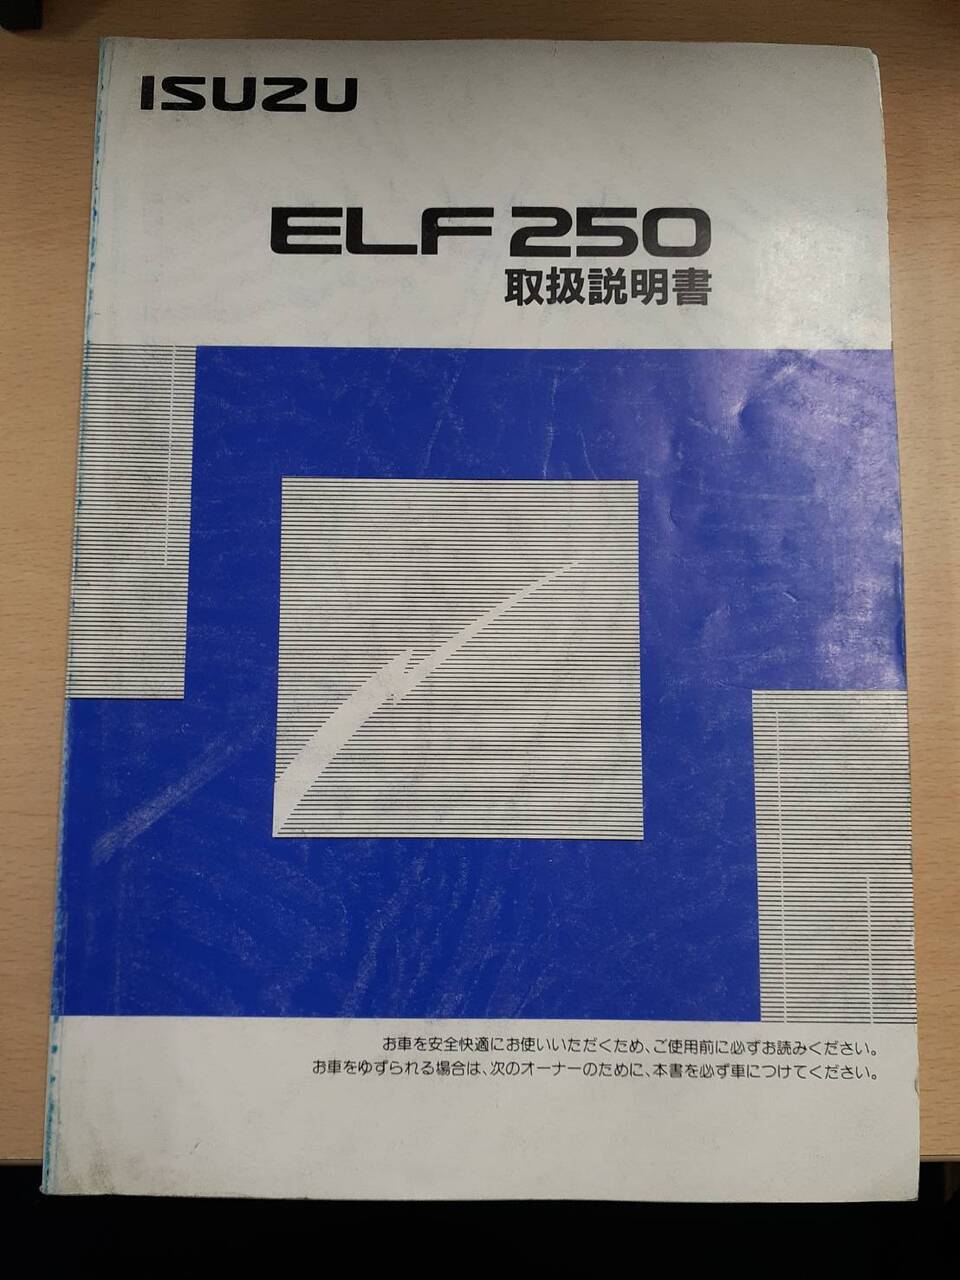 ISUZU
ELF 250
取扱説明書
お車を安全快適にお使いいただくため、ご使用前に必ずお読みください。
お車をゆずられる場合は、次のオーナーのために、本書を必ず車につけてください。